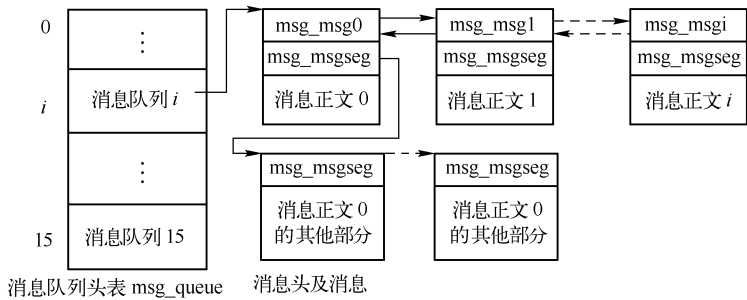 0
⋮
i
消息队列 i
⋮
15
消息队列 15
消息队列头表 msg_queue
msg_msg0
msg_msgseg
消息正文 0
msg_msg1
msg_msgseg
消息正文 1
msg_msgi
msg_msgseg
消息正文 i
msg_msgseg
消息正文 0
的其他部分
msg_msgseg
消息正文 0
的其他部分
消息头及消息